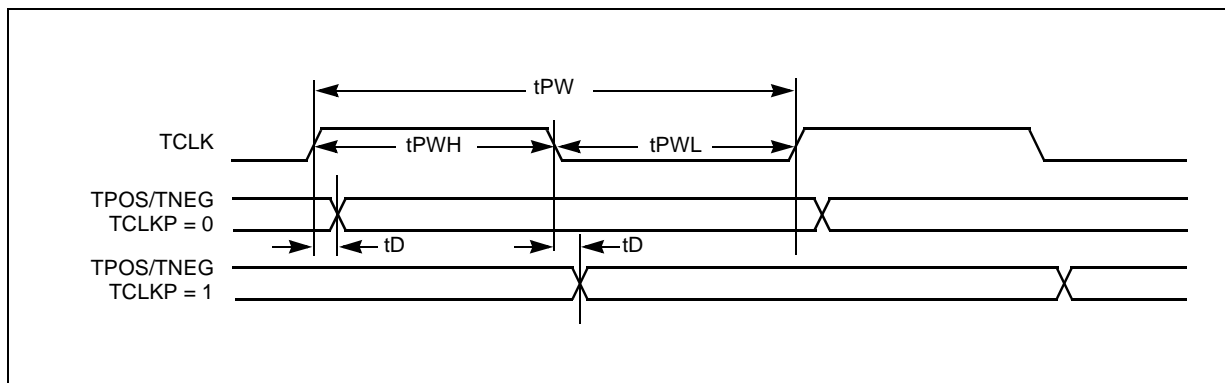 tPW
TCLK
tPWH
tPWL
TPOS/TNEG
TCLKP = 0
tD
tD
TPOS/TNEG
TCLKP = 1